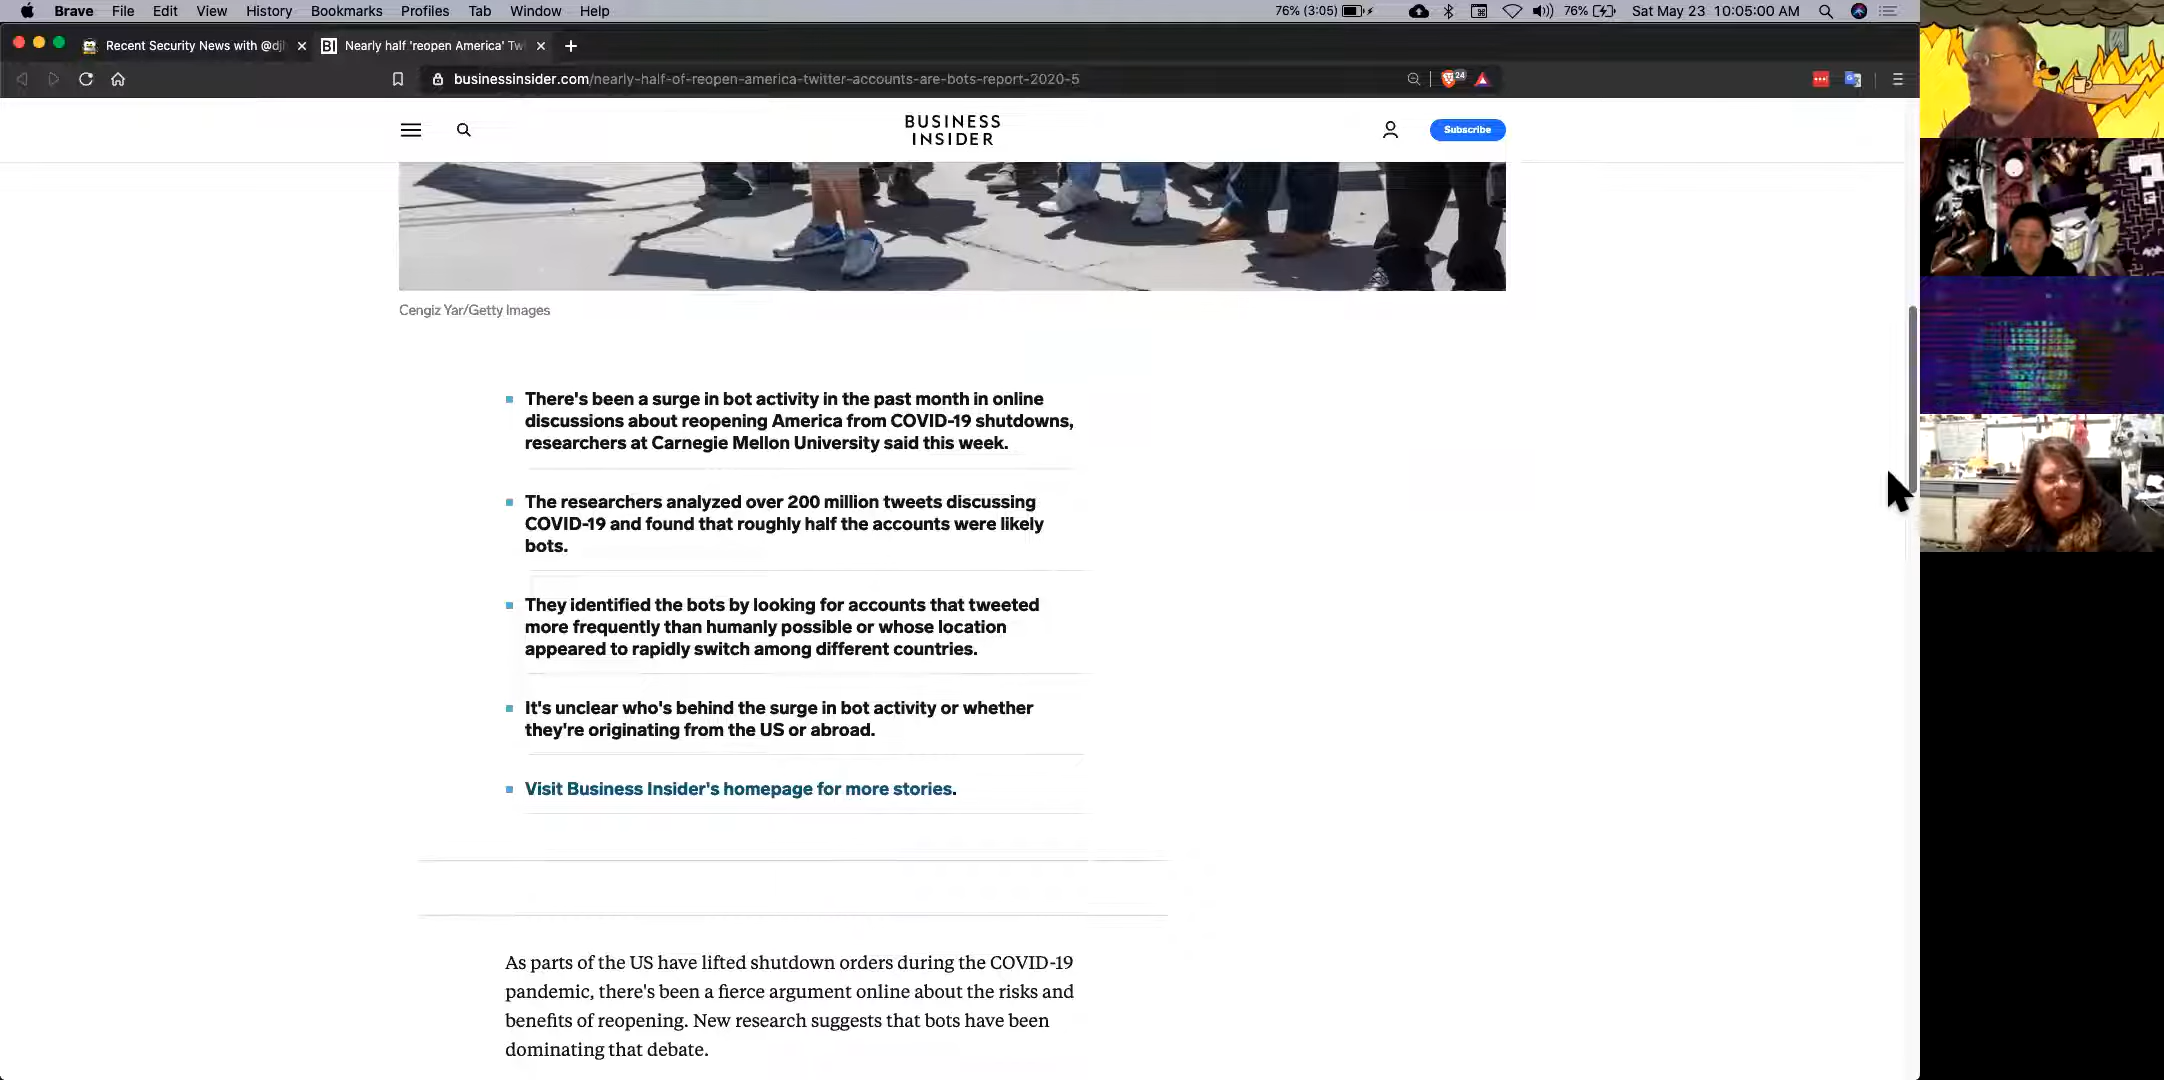 Brave File Edit View History Bookmarks Profiles Tab Window Help 76% (3:05) 76% Sat May 23 10:05:00 AM
Recent Security News with @djl Nearly half 'reopen America' Tw
businessinsider.com/nearly-half-of-reopen-america-twitter-accounts-are-bots-report-2020-5 24
BUSINESS
INSIDER
Subscribe
Cengiz Yar/Getty Images
There's been a surge in bot activity in the past month in online
discussions about reopening America from COVID-19 shutdowns,
researchers at Carnegie Mellon University said this week.
The researchers analyzed over 200 million tweets discussing
COVID-19 and found that roughly half the accounts were likely
bots.
They identified the bots by looking for accounts that tweeted
more frequently than humanly possible or whose location
appeared to rapidly switch among different countries.
It's unclear who's behind the surge in bot activity or whether
they're originating from the US or abroad.
Visit Business Insider's homepage for more stories.
As parts of the US have lifted shutdown orders during the COVID-19
pandemic, there's been a fierce argument online about the risks and
benefits of reopening. New research suggests that bots have been
dominating that debate.